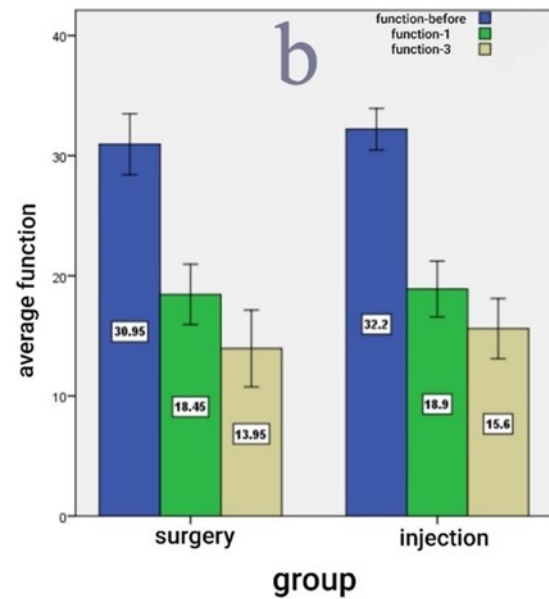 b
function-before
function-1
function-3
average function
40
30
20
10
0
30.95
18.45
13.95
32.2
18.9
15.6
surgery
injection
group